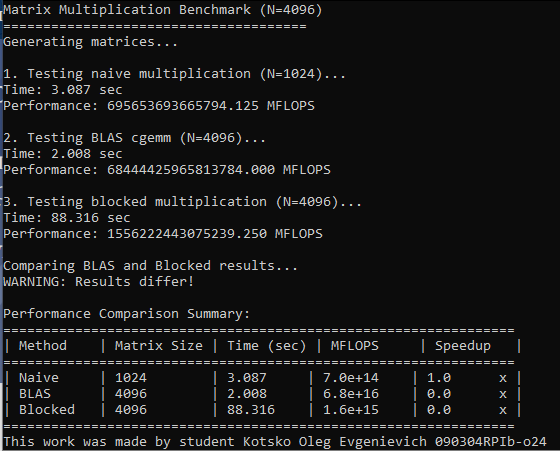 Matrix Multiplication Benchmark (N=4096)
======================================
Generating matrices...
1. Testing naive multiplication (N=1024)...
Time: 3.087 sec
Performance: 695653693665794.125 MFLOPS
2. Testing BLAS cgemm (N=4096)...
Time: 2.008 sec
Performance: 68444425965813784.000 MFLOPS
3. Testing blocked multiplication (N=4096)...
Time: 88.316 sec
Performance: 1556222443075239.250 MFLOPS
Comparing BLAS and Blocked results...
WARNING: Results differ!
Performance Comparison Summary:
================================================================
| Method | Matrix Size | Time (sec) | MFLOPS | Speedup |
================================================================
| Naive | 1024 | 3.087 | 7.0e+14 | 1.0 x |
| BLAS | 4096 | 2.008 | 6.8e+16 | 0.0 x |
| Blocked | 4096 | 88.316 | 1.6e+15 | 0.0 x |
================================================================
This work was made by student Kotsko Oleg Evgenievich 090304RPIb-o24